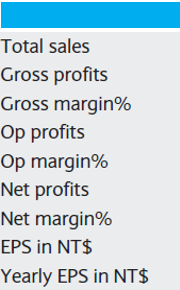 Total sales
Gross profits
Gross margin%
Op profits
Op margin%
Net profits
Net margin%
EPS in NT$
Yearly EPS in NT$